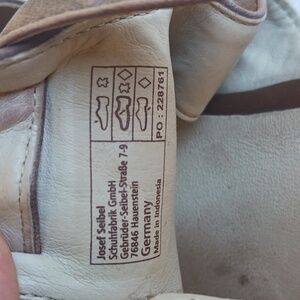 PO : 228761
Josef Seibel
Schuhfabrik GmbH
Gebrüder-Seibel-Straße 7-9
76846 Hauenstein
Germany
Made in Indonesia